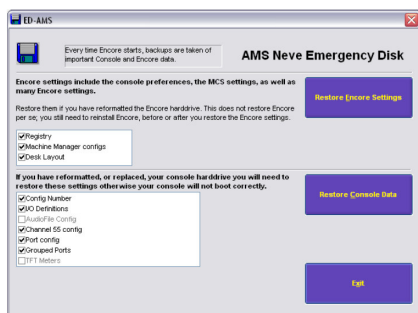 ED-AMS
Every time Encore starts, backups are taken of
important Console and Encore data.
AMS Neve Emergency Disk
Encore settings include the console preferences, the MCS settings, as well as
many Encore settings.
Restore Encore Settings
Restore them if you have reformatted the Encore harddrive. This does not restore Encore
per se; you still need to reinstall Encore, before or after you restore the Encore settings.
Registry
Machine Manager configs
Desk Layout
If you have reformatted, or replaced, your console harddrive you will need to
restore these settings otherwise your console will not boot correctly.
Restore Console Data
Config Number
I/O Definitions
AudioFile Config
Channel 55 config
Port config
Grouped Ports
TFT Meters
Exit